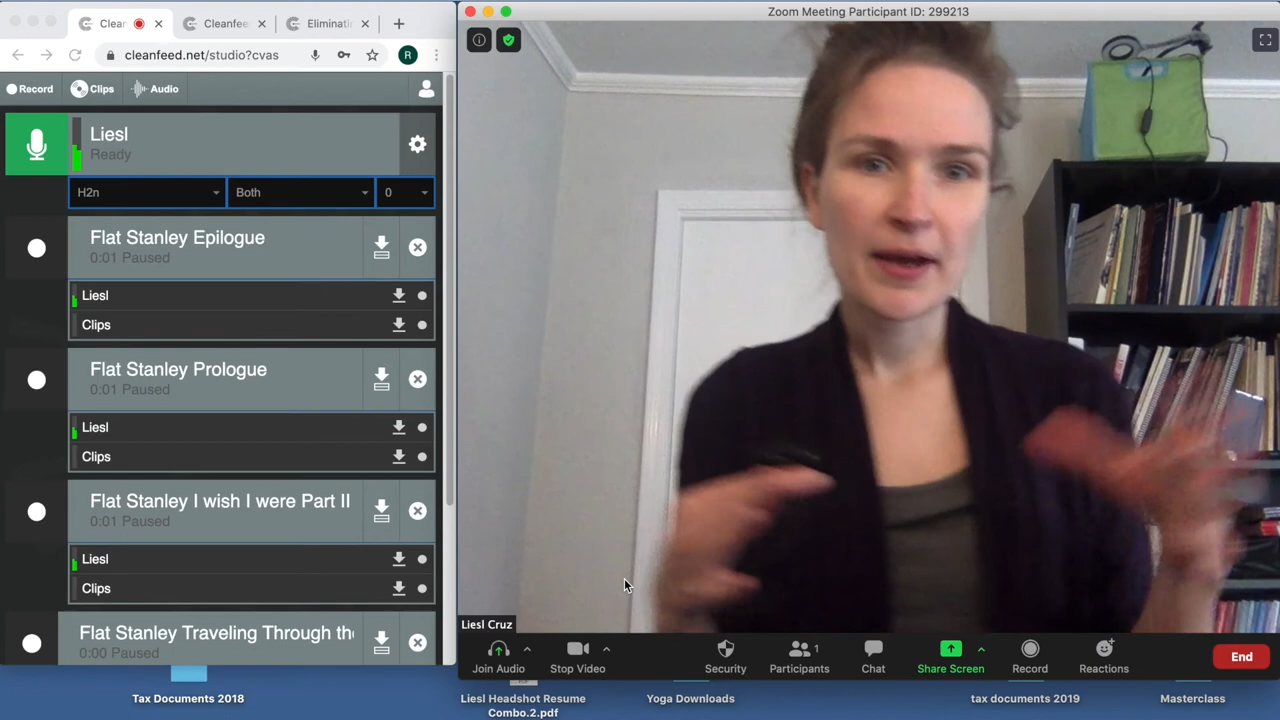 Clean
Cleanfee
Eliminati
cleanfeed.net/studio?cvas
R
Record
Clips
Audio
Liesl
Ready
H2n
Both
0
Flat Stanley Epilogue
0:01 Paused
Liesl
Clips
Flat Stanley Prologue
0:01 Paused
Liesl
Clips
Flat Stanley I wish I were Part II
0:01 Paused
Liesl
Clips
Flat Stanley Traveling Through the
0:00 Paused
Zoom Meeting Participant ID: 299213
Liesl Cruz
Join Audio
Stop Video
Security
Participants
1
Chat
Share Screen
Record
Reactions
End
Tax Documents 2018
Liesl Headshot Resume
Combo.2.pdf
Yoga Downloads
tax documents 2019
Masterclass